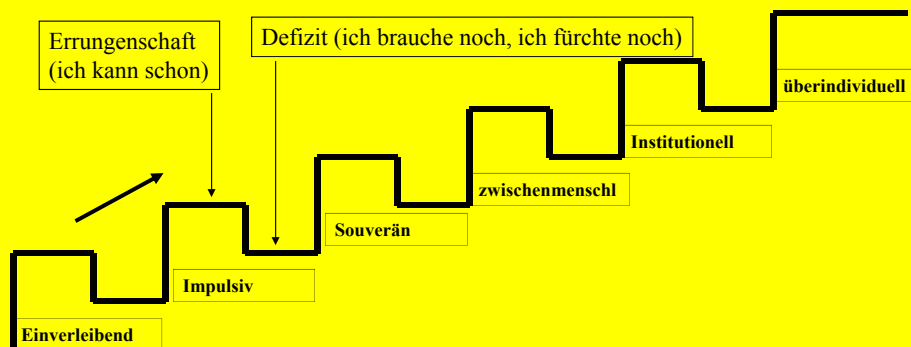 Errungenschaft
(ich kann schon)
Defizit (ich brauche noch, ich fürchte noch)
überindividuell
Institutionell
zwischenmenschl
Souverän
Impulsiv
Einverleibend